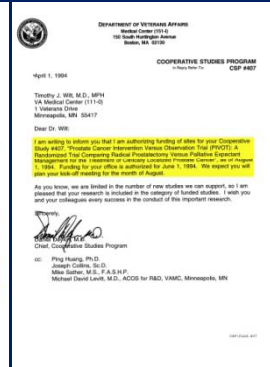 DEPARTMENT OF VETERANS AFFAIRS
Medical Center (151-I)
150 South Huntington Avenue
Boston, MA 02130
COOPERATIVE STUDIES PROGRAM
In Reply Refer To:
CSP #407
April 1, 1994
Timothy J. Wilt, M.D., MPH
VA Medical Center (111-0)
1 Veterans Drive
Minneapolis, MN 55417
Dear Dr. Wilt:
I am writing to inform you that I am authorizing funding of sites for your Cooperative
Study #407, "Prostate Cancer Intervention Versus Observation Trial (PIVOT): A
Randomized Trial Comparing Radical Prostatectomy Versus Palliative Expectant
Management for the Treatment of Clinically Localized Prostate Cancer", as of August
1, 1994. Funding for your office is authorized for June 1, 1994. We expect you will
plan your kick-off meeting for the month of August.
As you know, we are limited in the number of new studies we can support, so I am
pleased that your research is included in the category of funded studies. I wish you
and your colleagues every success in the conduct of this important research.
Sincerely,
Chief, Cooperative Studies Program
cc: Ping Huang, Ph.D.
Joseph Collins, Sc.D.
Mike Sather, M.S., F.A.S.H.P.
Michael David Levitt, M.D., ACOS for R&D, VAMC, Minneapolis, MN